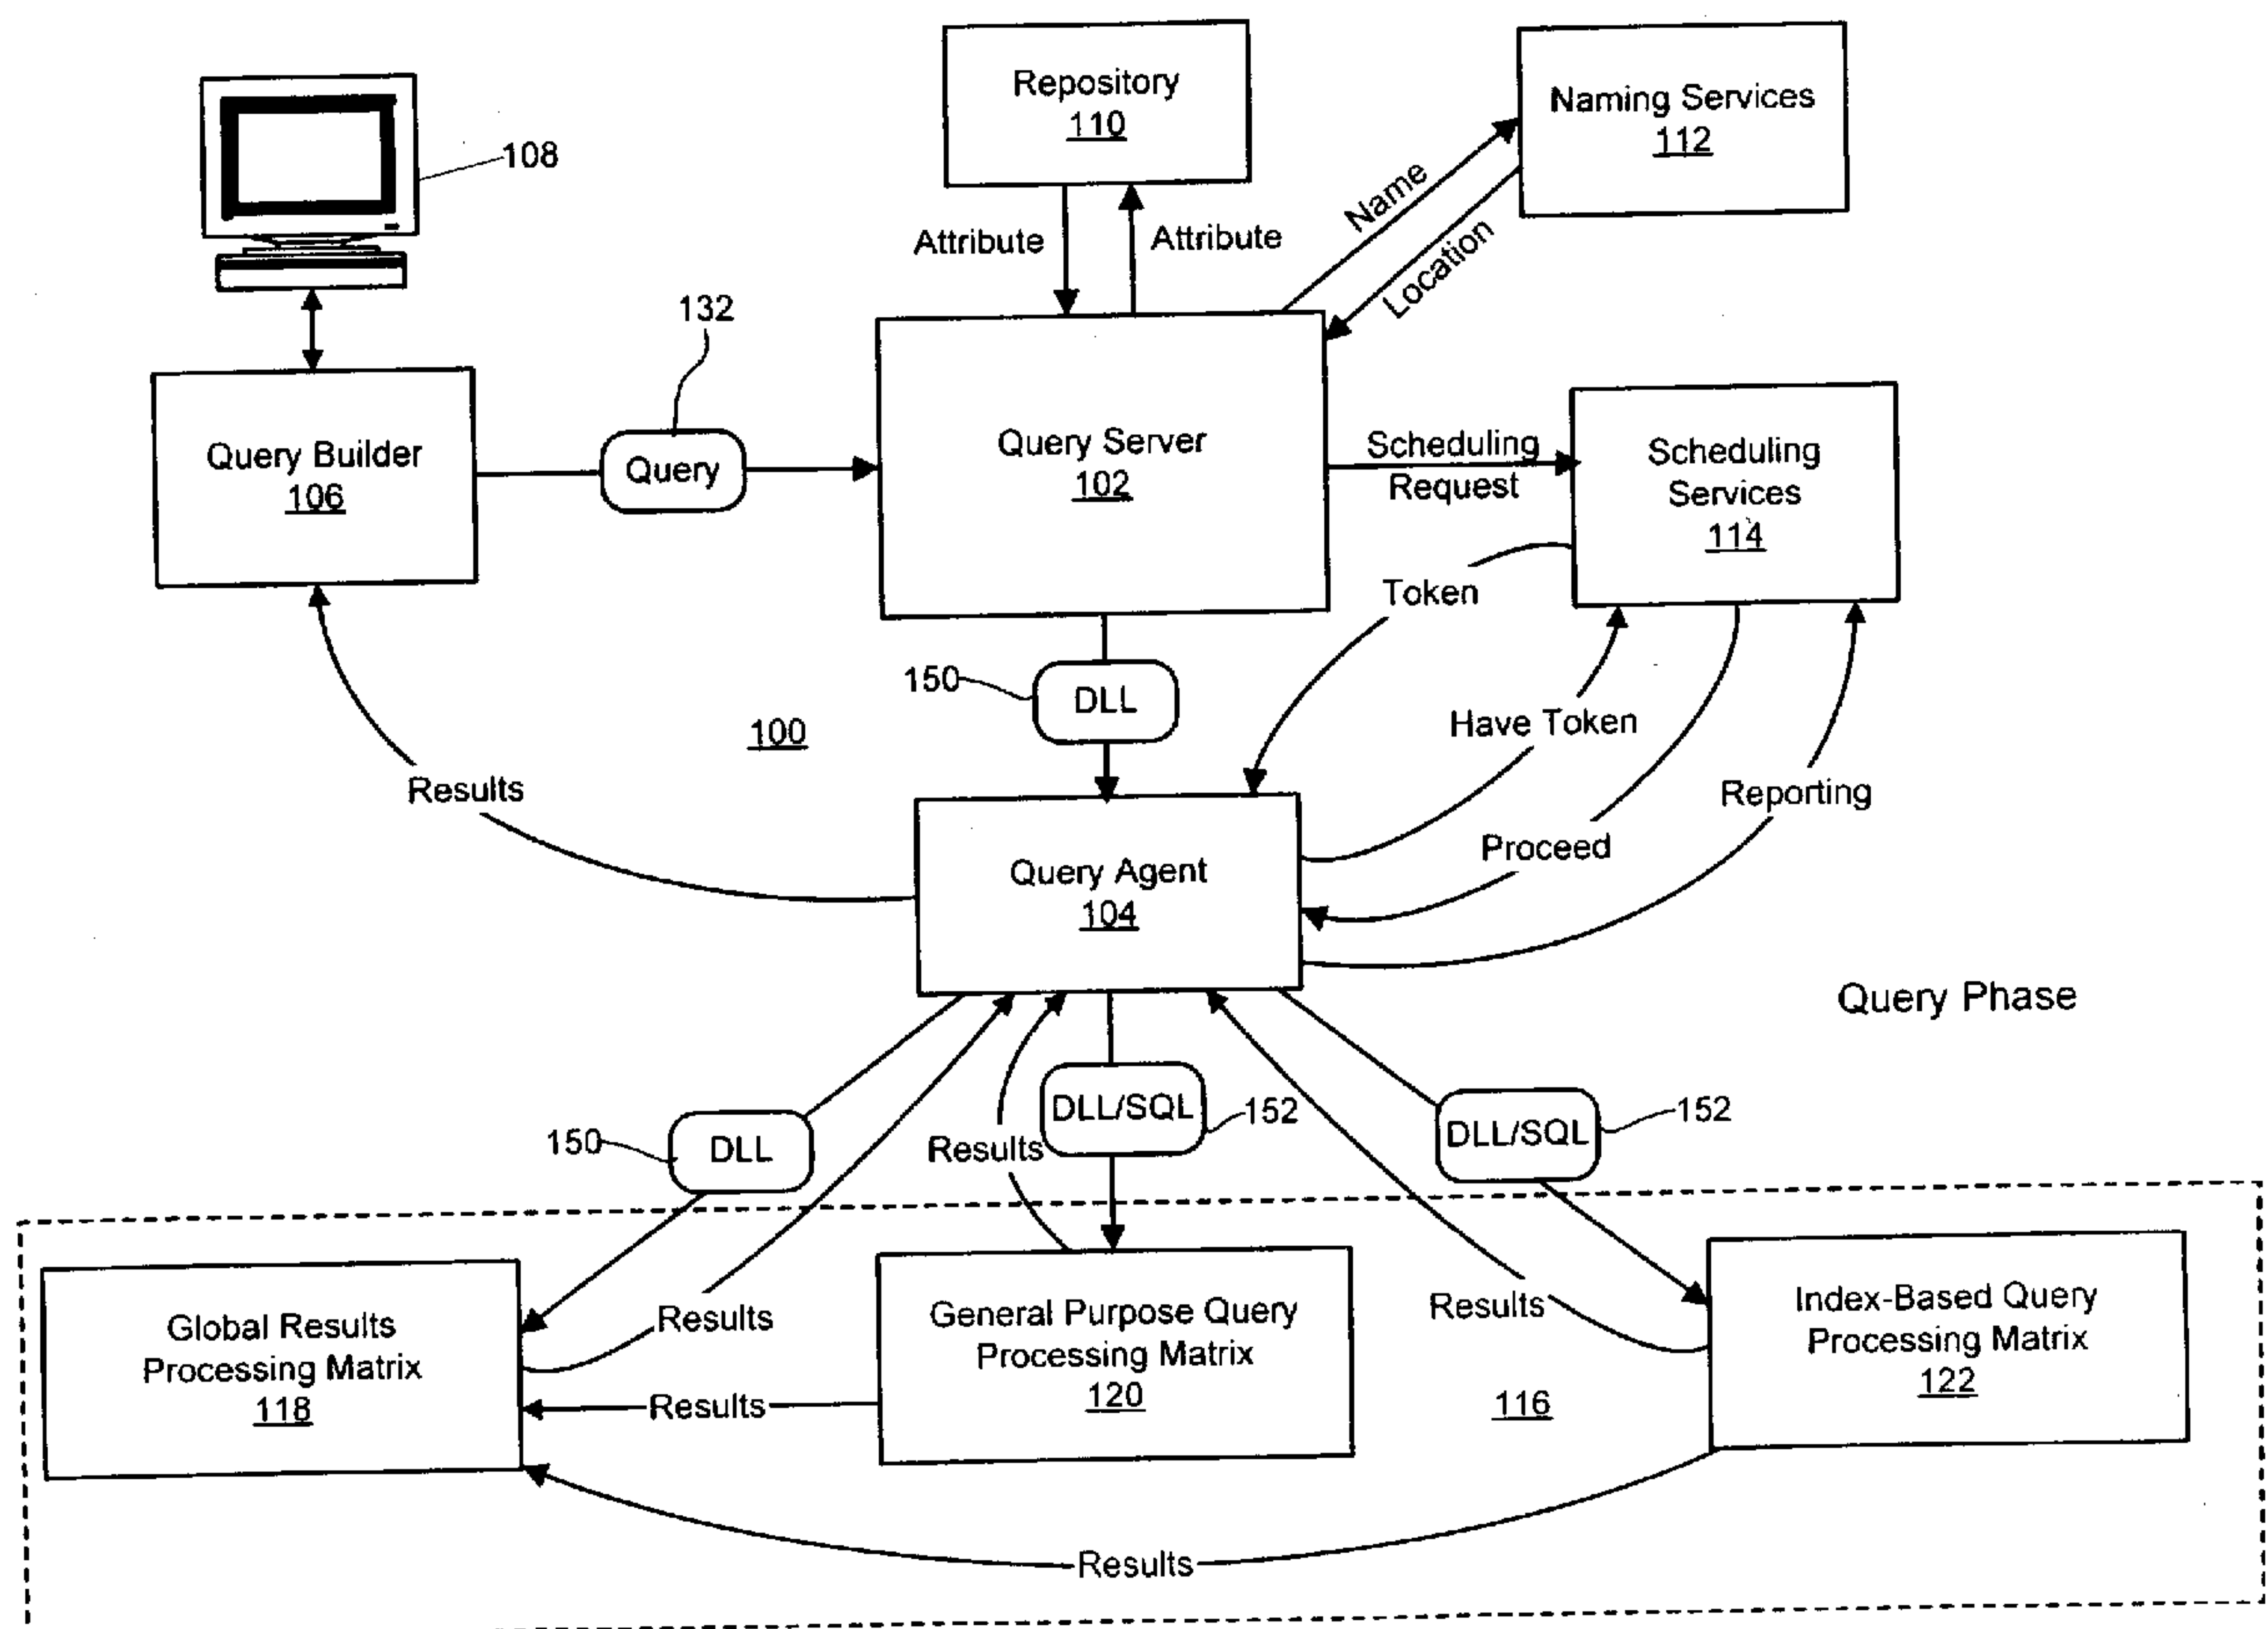 Repository
110
Naming Services
112
108
Name
Location
Attribute
Attribute
132
Query Builder
106
Query
Query Server
102
Scheduling
Request
Scheduling
Services
114
Token
150
DLL
100
Have Token
Results
Reporting
Proceed
Query Agent
104
Query Phase
150
DLL
Results
DLL/SQL
152
DLL/SQL
152
Global Results
Processing Matrix
118
Results
General Purpose Query
Processing Matrix
120
Results
Index-Based Query
Processing Matrix
122
Results
116
Results